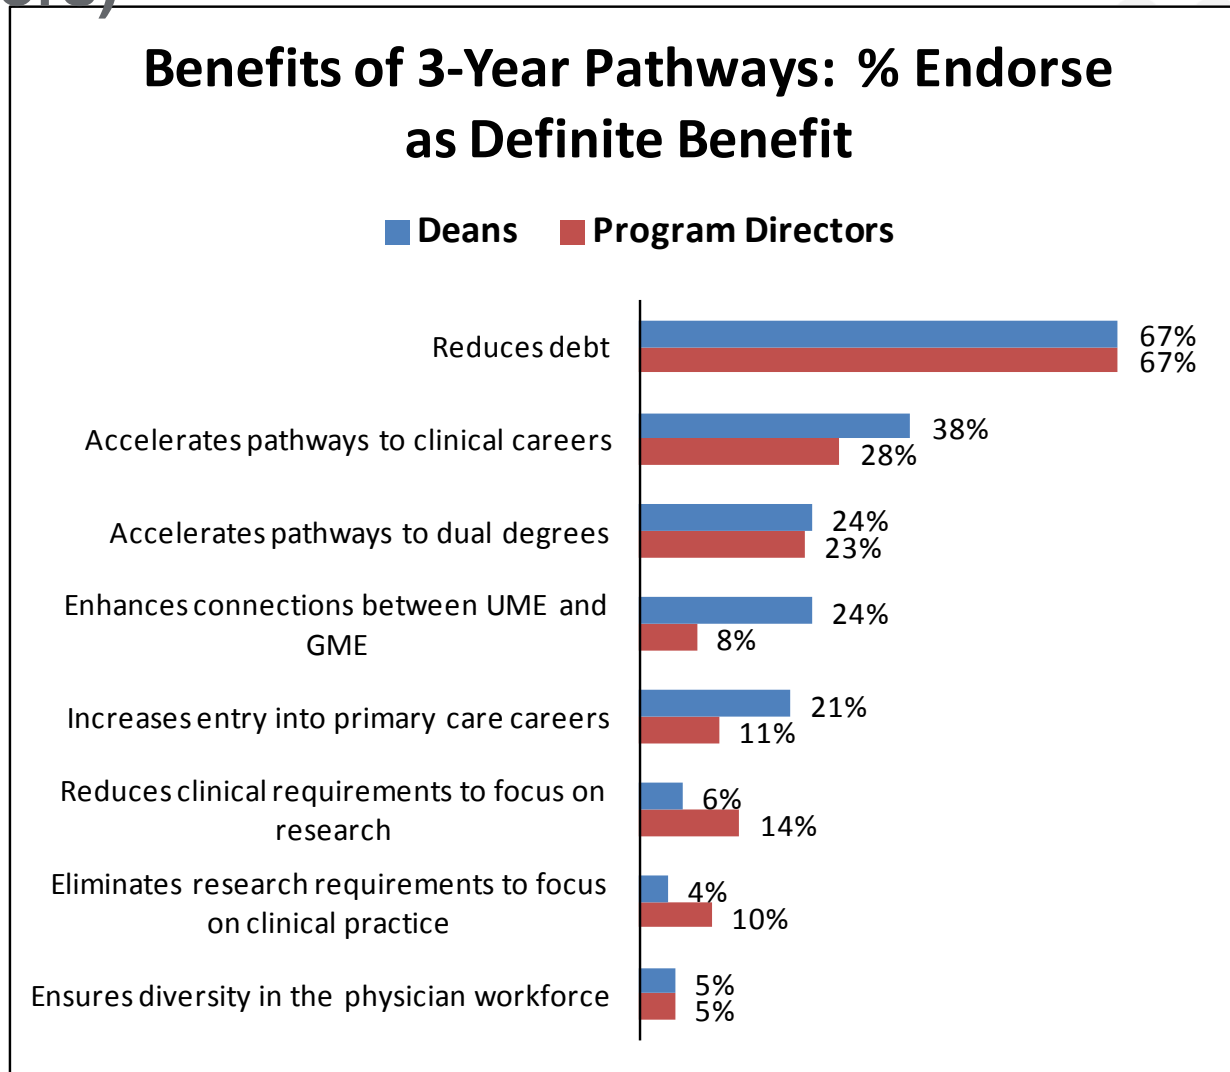 Benefits of 3-Year Pathways: % Endorse
as Definite Benefit
Deans Program Directors
Reduces debt
67%
67%
Accelerates pathways to clinical careers
38%
28%
Accelerates pathways to dual degrees
24%
23%
Enhances connections between UME and
GME
24%
8%
Increases entry into primary care careers
21%
11%
Reduces clinical requirements to focus on
research
6%
14%
Eliminates research requirements to focus
on clinical practice
4%
10%
Ensures diversity in the physician workforce
5%
5%